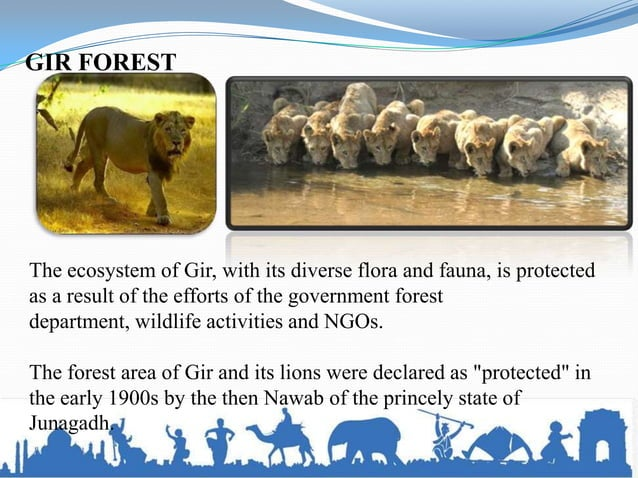 GIR FOREST
The ecosystem of Gir, with its diverse flora and fauna, is protected
as a result of the efforts of the government forest
department, wildlife activities and NGOs.
The forest area of Gir and its lions were declared as "protected" in
the early 1900s by the then Nawab of the princely state of
Junagadh.